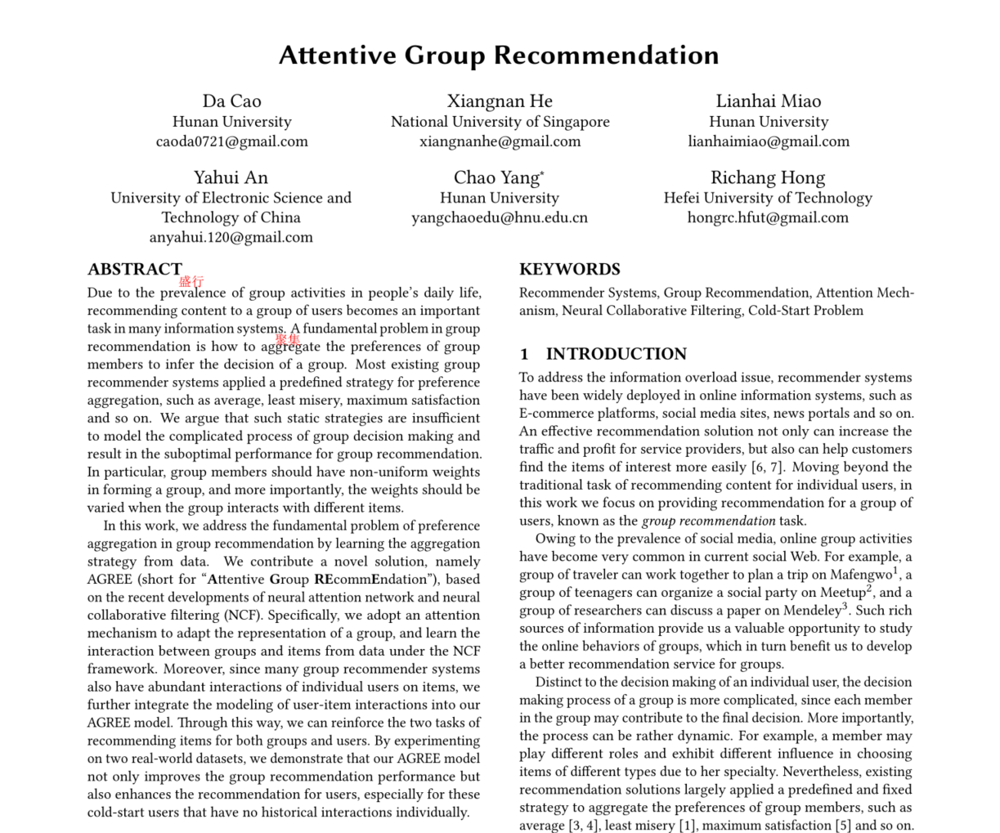 Attentive Group Recommendation
Da Cao
Hunan University
caoda0721@gmail.com
Xiangnan He
National University of Singapore
xiangnanhe@gmail.com
Lianhai Miao
Hunan University
lianhaimiao@gmail.com
Yahui An
University of Electronic Science and
Technology of China
anyahui.120@gmail.com
Chao Yang*
Hunan University
yangchaoedu@hnu.edu.cn
Richang Hong
Hefei University of Technology
hongrc.hfut@gmail.com
ABSTRACT
盛行
Due to the prevalence of group activities in people's daily life,
recommending content to a group of users becomes an important
task in many information systems. A fundamental problem in group
聚集
recommendation is how to aggregate the preferences of group
members to infer the decision of a group. Most existing group
recommender systems applied a predefined strategy for preference
aggregation, such as average, least misery, maximum satisfaction
and so on. We argue that such static strategies are insufficient
to model the complicated process of group decision making and
result in the suboptimal performance for group recommendation.
In particular, group members should have non-uniform weights
in forming a group, and more importantly, the weights should be
varied when the group interacts with different items.
In this work, we address the fundamental problem of preference
aggregation in group recommendation by learning the aggregation
strategy from data. We contribute a novel solution, namely
AGREE (short for “Attentive Group REcommEndation”), based
on the recent developments of neural attention network and neural
collaborative filtering (NCF). Specifically, we adopt an attention
mechanism to adapt the representation of a group, and learn the
interaction between groups and items from data under the NCF
framework. Moreover, since many group recommender systems
also have abundant interactions of individual users on items, we
further integrate the modeling of user-item interactions into our
AGREE model. Through this way, we can reinforce the two tasks of
recommending items for both groups and users. By experimenting
on two real-world datasets, we demonstrate that our AGREE model
not only improves the group recommendation performance but
also enhances the recommendation for users, especially for these
cold-start users that have no historical interactions individually.
KEYWORDS
Recommender Systems, Group Recommendation, Attention Mech-
anism, Neural Collaborative Filtering, Cold-Start Problem
1 INTRODUCTION
To address the information overload issue, recommender systems
have been widely deployed in online information systems, such as
E-commerce platforms, social media sites, news portals and so on.
An effective recommendation solution not only can increase the
traffic and profit for service providers, but also can help customers
find the items of interest more easily [6, 7]. Moving beyond the
traditional task of recommending content for individual users, in
this work we focus on providing recommendation for a group of
users, known as the group recommendation task.
Owing to the prevalence of social media, online group activities
have become very common in current social Web. For example, a
group of traveler can work together to plan a trip on Mafengwo¹, a
group of teenagers can organize a social party on Meetup², and a
group of researchers can discuss a paper on Mendeley³. Such rich
sources of information provide us a valuable opportunity to study
the online behaviors of groups, which in turn benefit us to develop
a better recommendation service for groups.
Distinct to the decision making of an individual user, the decision
making process of a group is more complicated, since each member
in the group may contribute to the final decision. More importantly,
the process can be rather dynamic. For example, a member may
play different roles and exhibit different influence in choosing
items of different types due to her specialty. Nevertheless, existing
recommendation solutions largely applied a predefined and fixed
strategy to aggregate the preferences of group members, such as
average [3, 4], least misery [1], maximum satisfaction [5] and so on.